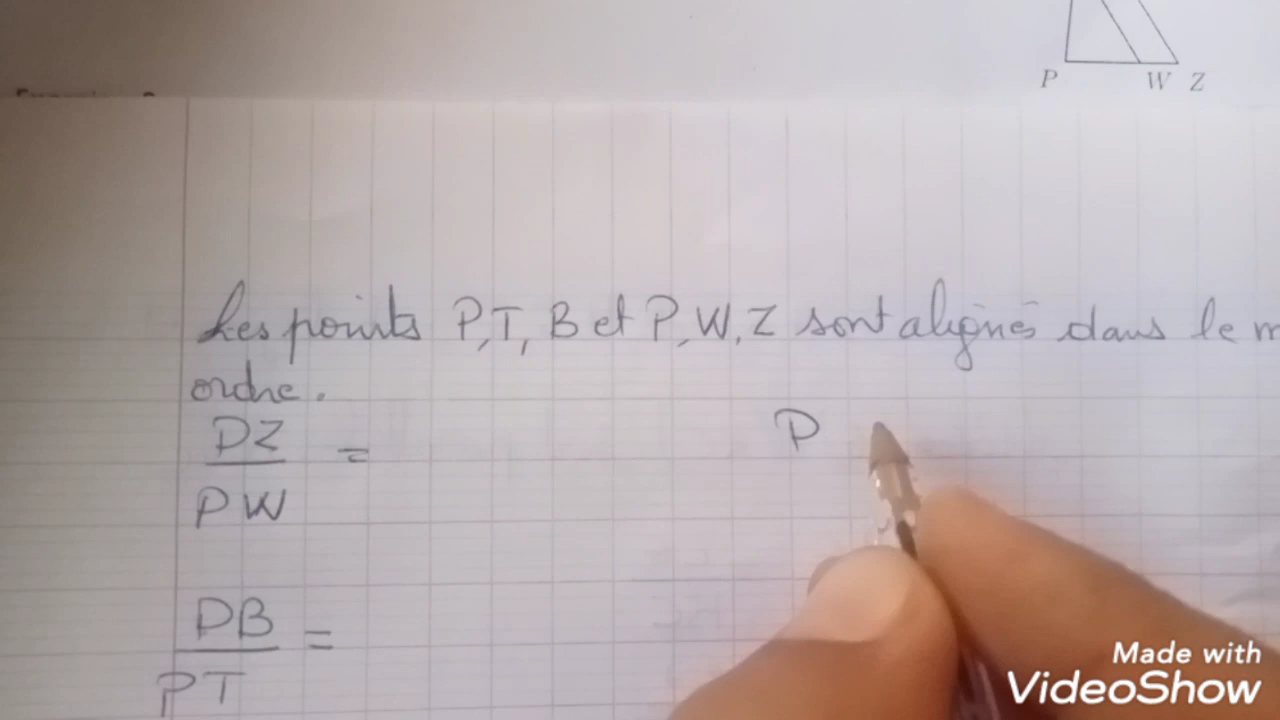 P W Z
Les points P,T, B et P,W,Z sont alignés dans le
ordre.
PZ =
PW
P
PB =
PT
Made with
VideoShow